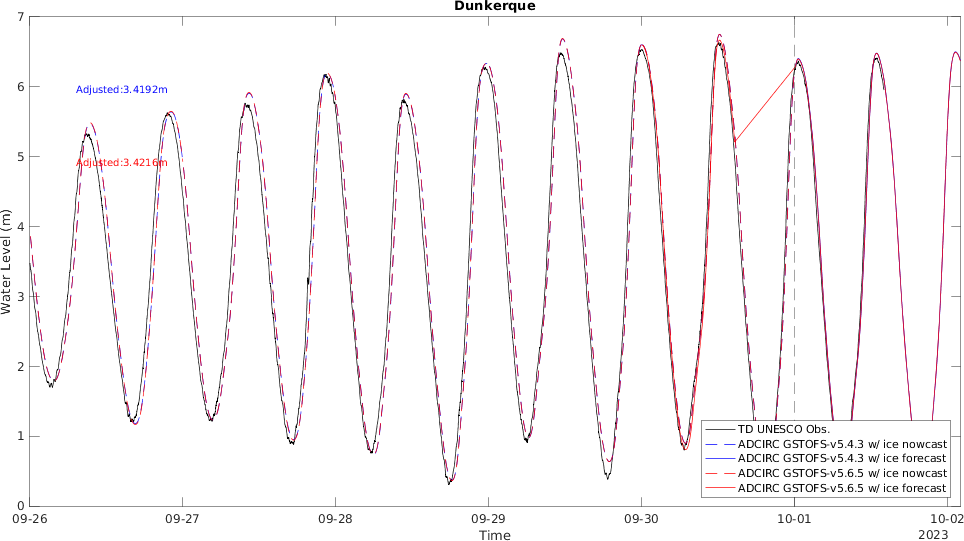 Dunkerque
7
6
5
4
3
2
1
0
Water Level (m)
Adjusted:3.4192m
Adjusted:3.4216m
TD UNESCO Obs.
ADCIRC GSTOFS-v5.4.3 w/ ice nowcast
ADCIRC GSTOFS-v5.4.3 w/ ice forecast
ADCIRC GSTOFS-v5.6.5 w/ ice nowcast
ADCIRC GSTOFS-v5.6.5 w/ ice forecast
09-26 09-27 09-28 09-29 09-30 10-01 10-02
Time
2023